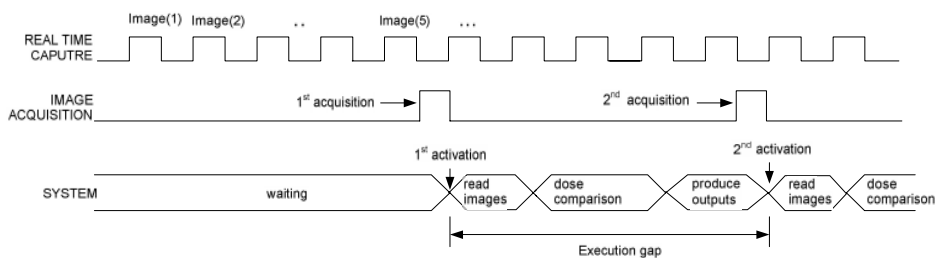 Image(1) Image(2) .. Image(5) ...
REAL TIME
CAPUTRE
IMAGE
ACQUISITION
1st acquisition
2nd acquisition
1st activation
2nd activation
SYSTEM
waiting
read
images
dose
comparison
produce
outputs
read
images
dose
comparison
Execution gap